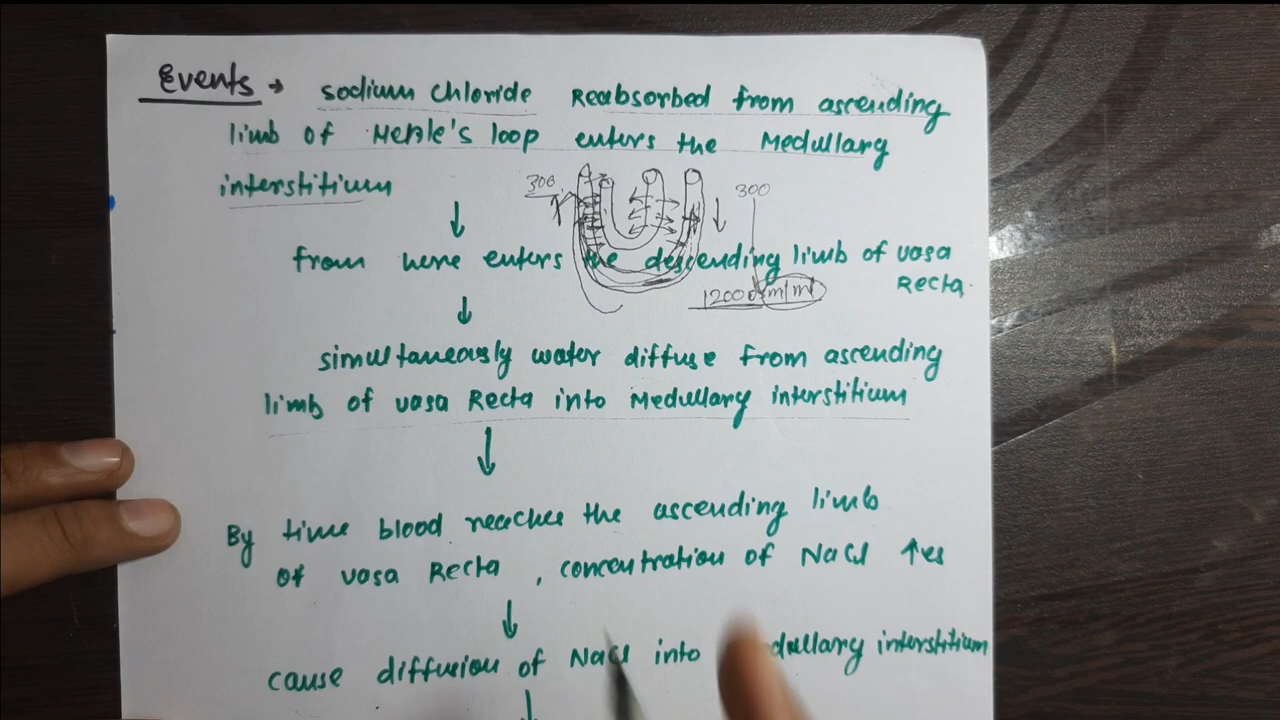 Events → sodium chloride Reabsorbed from ascending
limb of Henle's loop enters the Medullary
interstitium
300
300
from here enters the descending limb of vasa
Recta.
1200
simultaneously water diffuse from ascending
limb of vasa Recta into Medullary interstitium
By time blood reaches the ascending limb
of vasa Recta, concentration of NaCl ↑es
cause diffusion of NaCl into interstitium